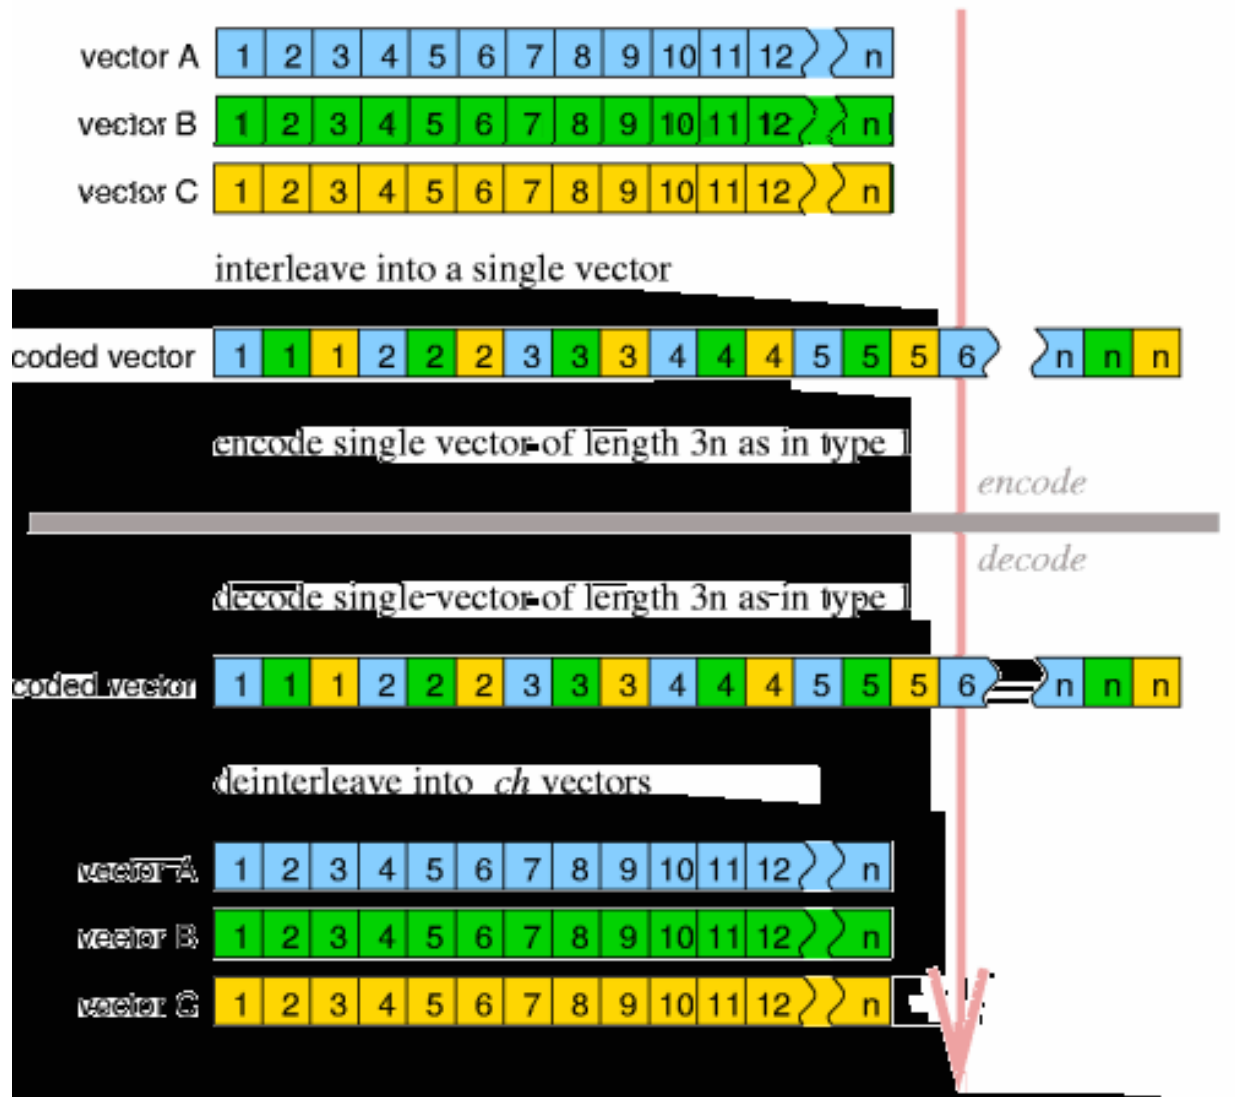 vector A 1 2 3 4 5 6 7 8 9 10 11 12 n
vector B 1 2 3 4 5 6 7 8 9 10 11 12 n
vector C 1 2 3 4 5 6 7 8 9 10 11 12 n
interleave into a single vector
coded vector 1 1 1 2 2 2 3 3 3 4 4 4 5 5 5 6 n n n
encode single vector of length 3n as in type 1
encode
decode
decode single vector of length 3n as in type 1
coded vector 1 1 1 2 2 2 3 3 3 4 4 4 5 5 5 6 n n n
deinterleave into ch vectors
vector A 1 2 3 4 5 6 7 8 9 10 11 12 n
vector B 1 2 3 4 5 6 7 8 9 10 11 12 n
vector C 1 2 3 4 5 6 7 8 9 10 11 12 n